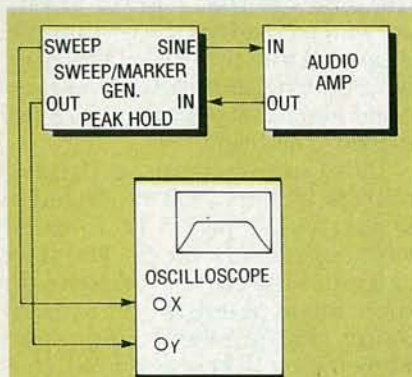 SWEEP SINE
SWEEP/MARKER
GEN.
OUT IN
PEAK HOLD
IN
AUDIO
AMP
OUT
OSCILLOSCOPE
X
Y